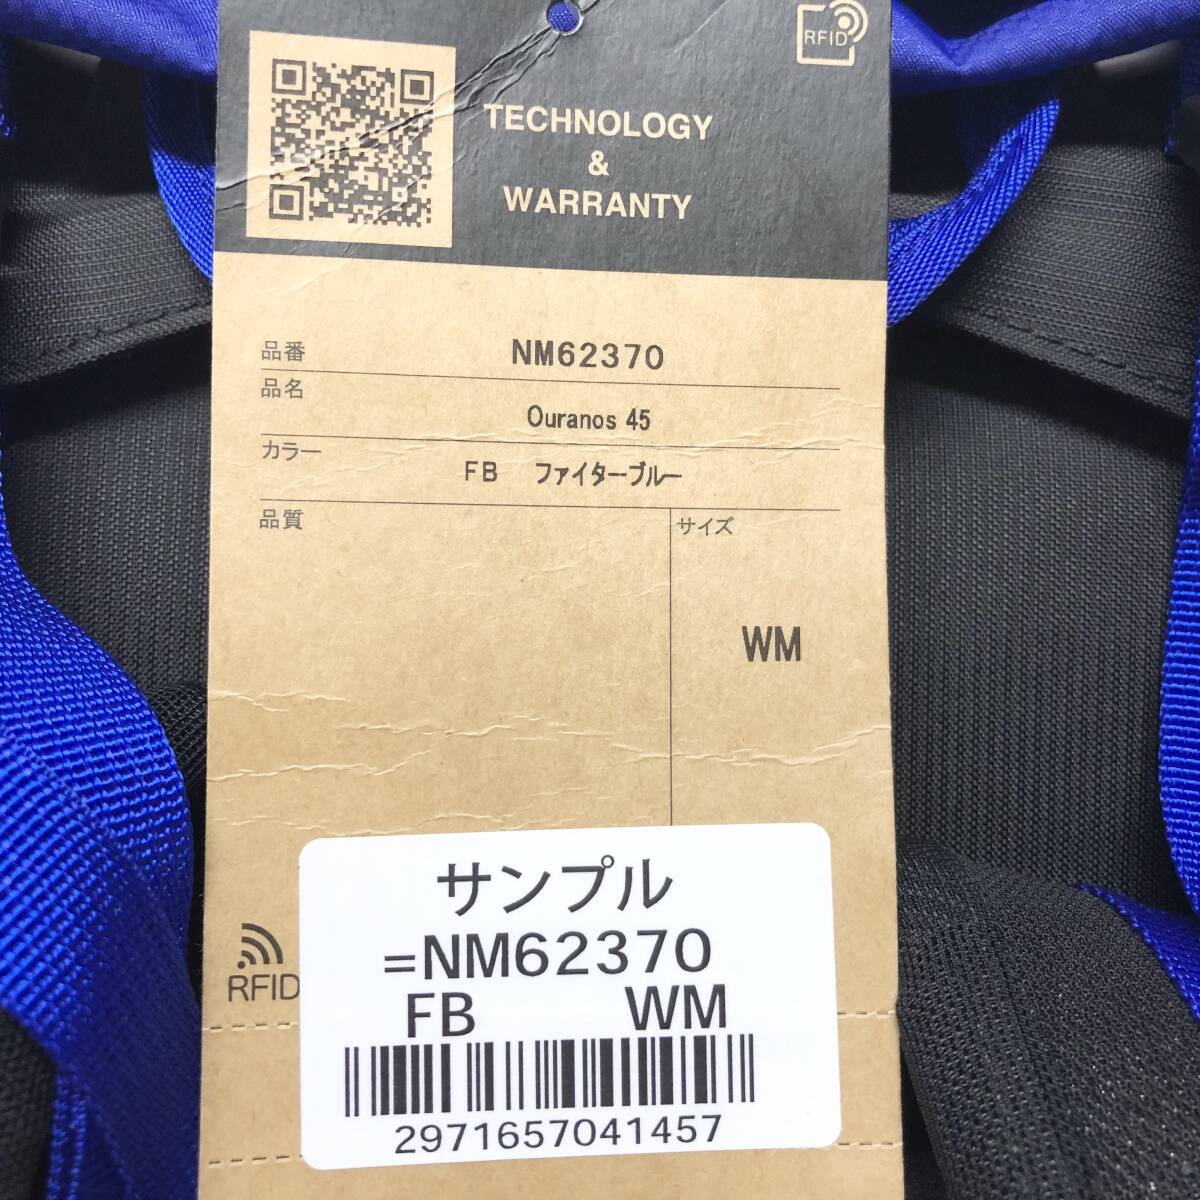 RFID
TECHNOLOGY
&
WARRANTY
品番 NM62370
品名 Ouranos 45
カラー FB ファイターブルー
品質 サイズ
WM
サンプル
=NM62370
FB WM
RFID
2971657041457